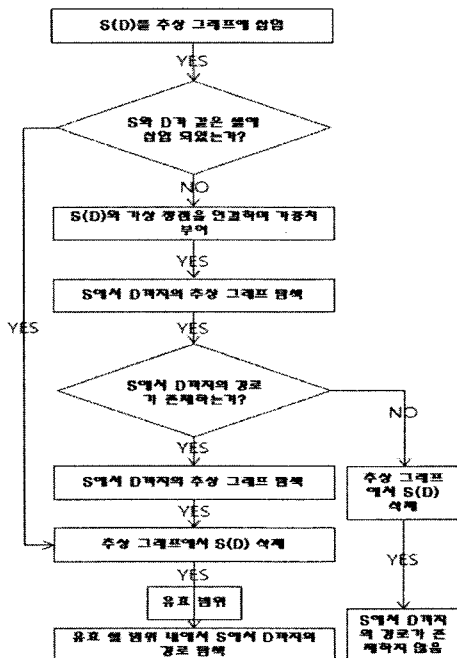 S(D)를 추상 그래프에 삽입
YES
S와 D가 같은 셀에
삽입 되었는가?
NO
S(D)와 가상 정점을 연결하여 가중치
부여
YES
S에서 D까지의 추상 그래프 탐색
YES
YES
S에서 D까지의 경로
가 존재하는가?
NO
YES
S에서 D까지의 추상 그래프 탐색
추상 그래프
에서 S(D)
삭제
YES
추상 그래프에서 S(D) 삭제
YES
YES
유효 범위
유효 셀 범위 내에서 S에서 D까지의
경로 탐색
S에서 D까지
의 경로가 존
재하지 않음